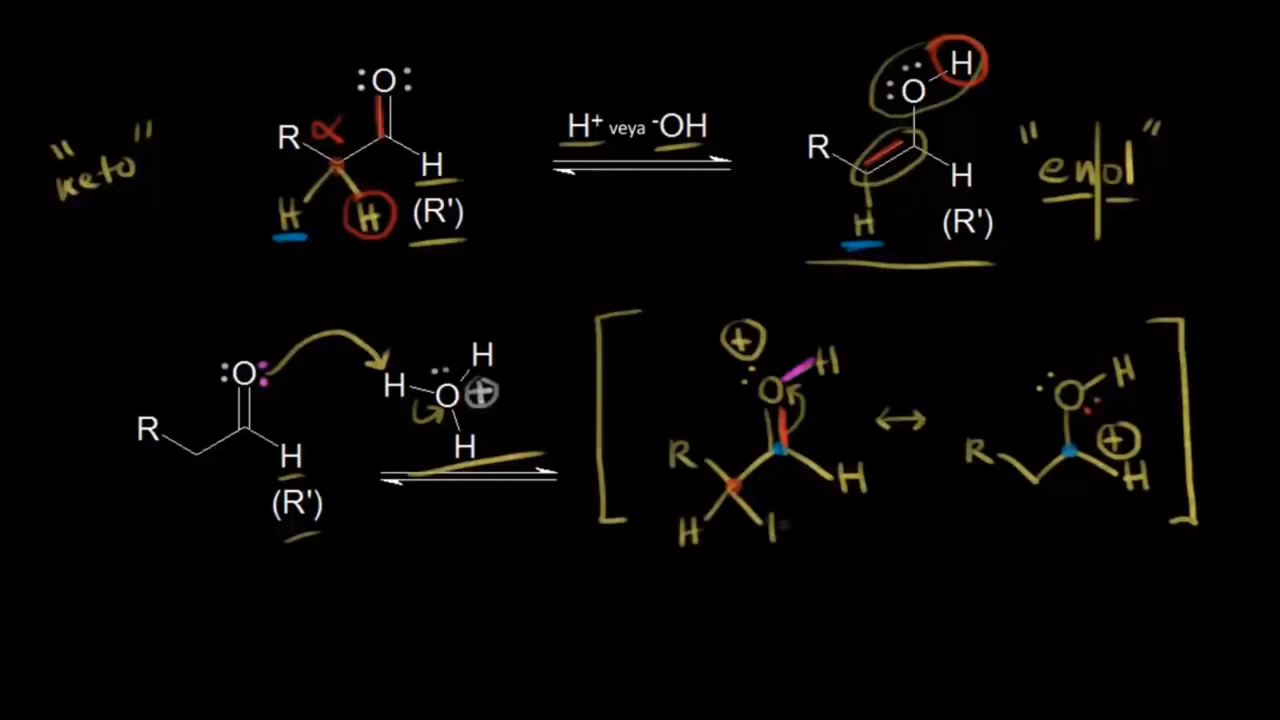 "keto"
R α :O: H H H (R')
H⁺ veya ⁻OH
R H :O H H (R')
"enol"
R :O: H (R')
H O H H +
+ O H R H H
R O H + H